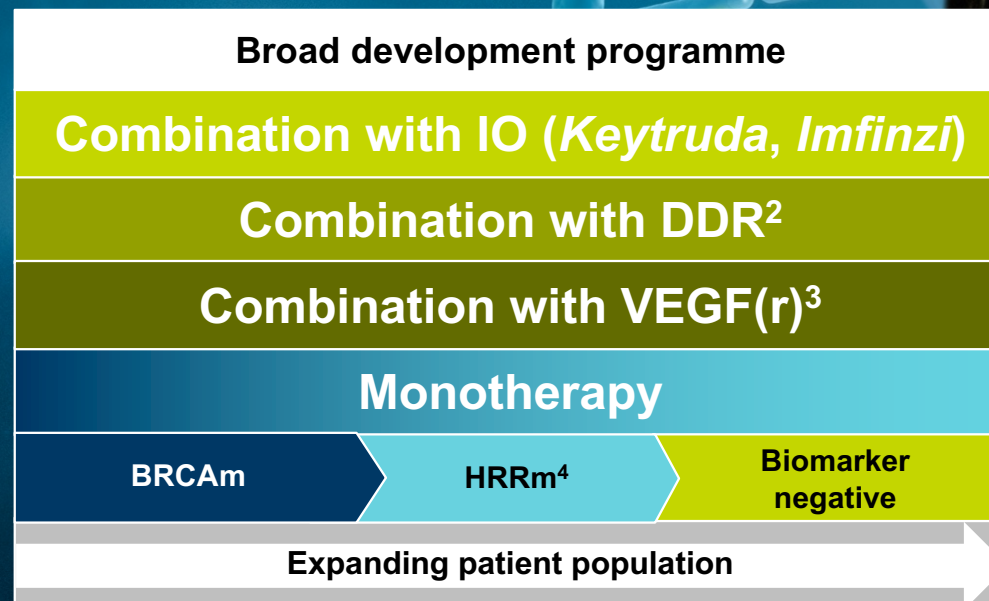 Broad development programme
Combination with IO (Keytruda, Imfinzi)
Combination with DDR²
Combination with VEGF(r)³
Monotherapy
BRCAm
HRRm⁴
Biomarker
negative
Expanding patient population